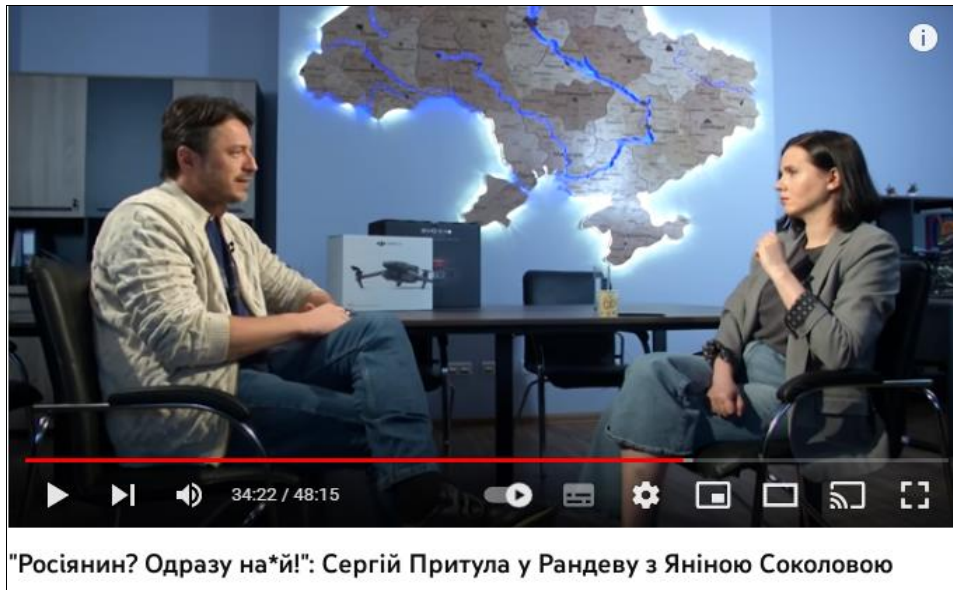 34:22 / 48:15
"Росіянин? Одразу на*й!": Сергій Притула у Рандеву з Яніною Соколовою